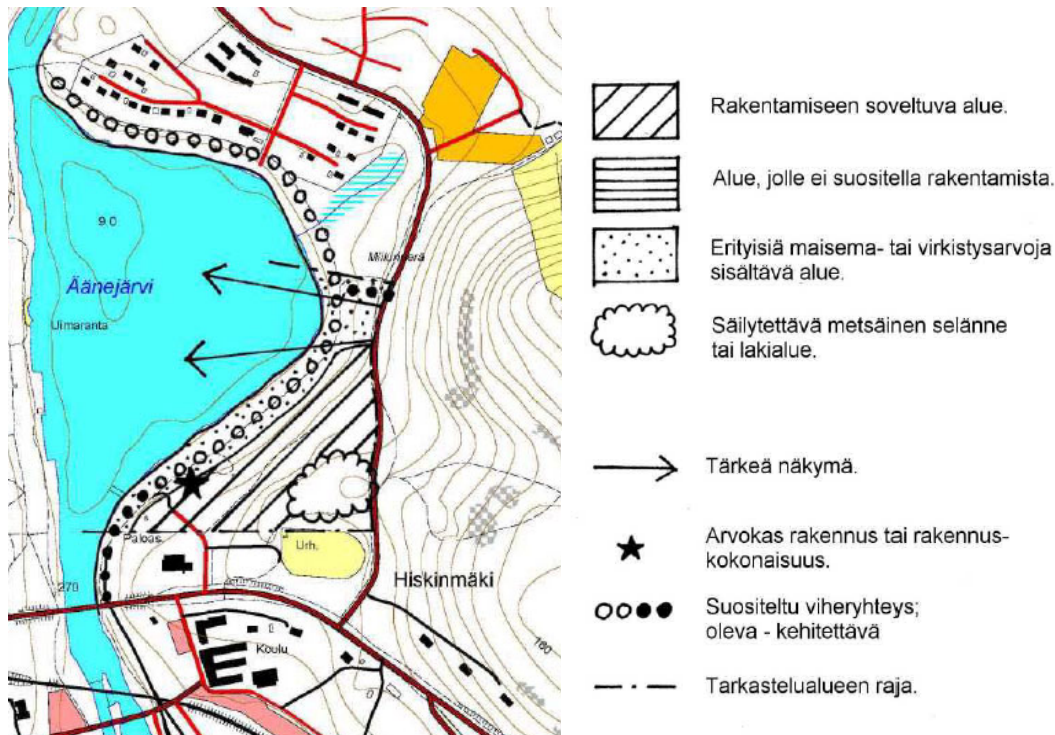 9.0
Äänejärvi
Uimaranta
Paloas.
Urh.
270
Hiskinmäki
Koulu
160
Rakentamiseen soveltuva alue.
Alue, jolle ei suositella rakentamista.
Erityisiä maisema- tai virkistysarvoja
sisältävä alue.
Säilytettävä metsäinen selänne
tai lakialue.
Tärkeä näkymä.
Arvokas rakennus tai rakennus-
kokonaisuus.
Suositeltu viheryhteys;
oleva - kehitettävä
Tarkastelualueen raja.